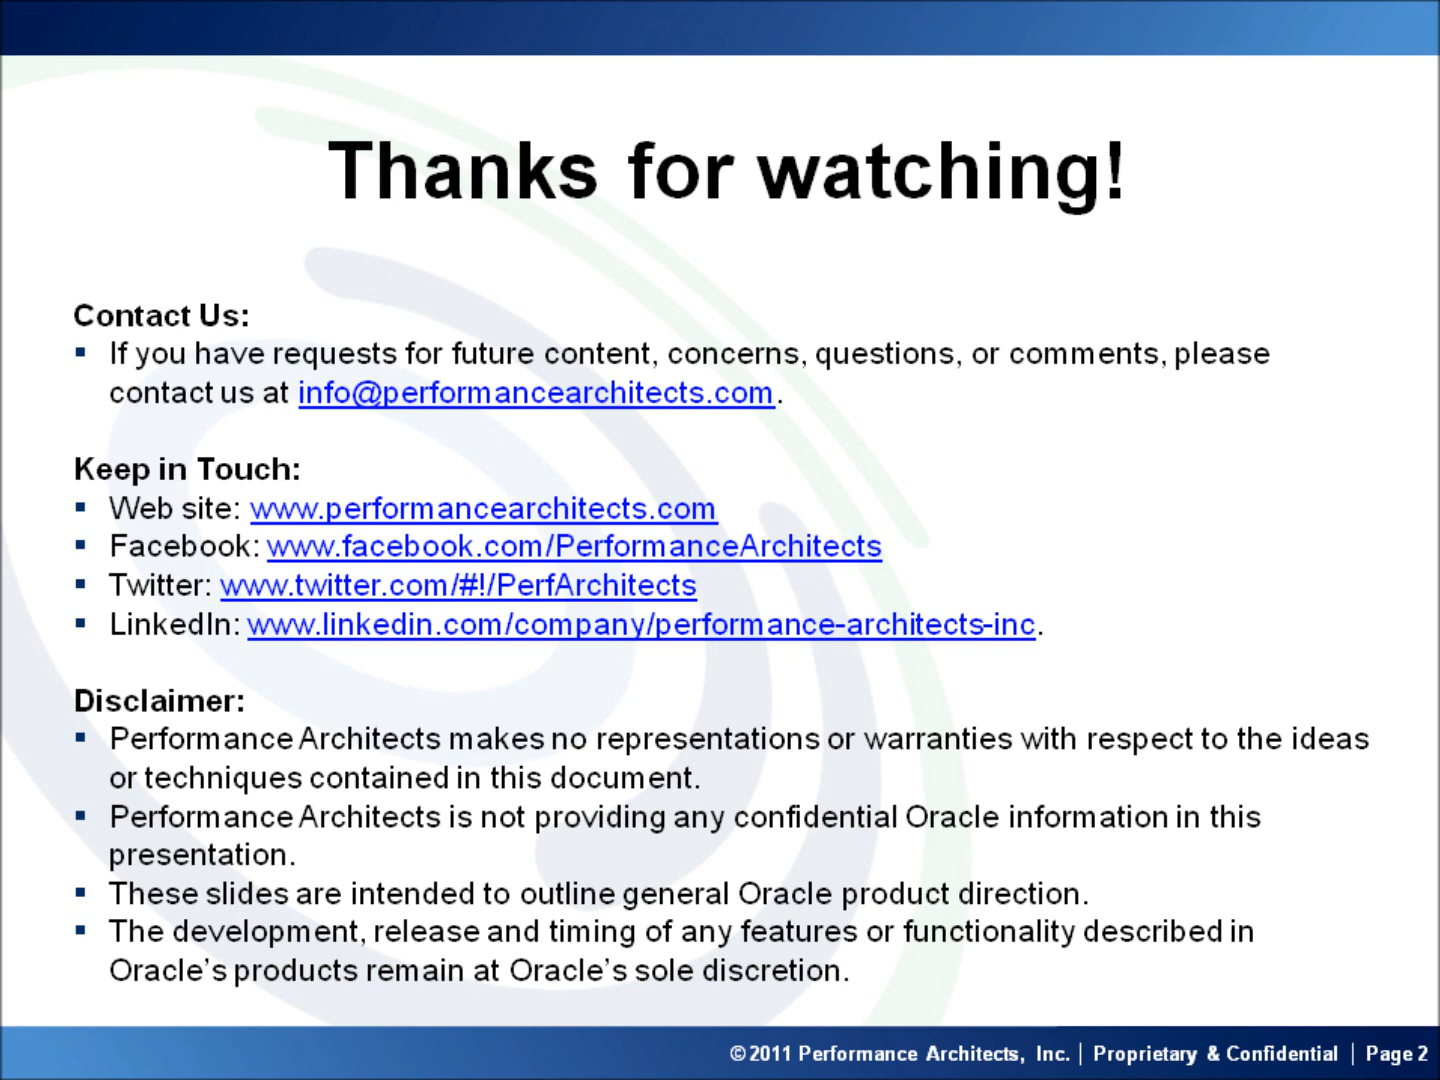 Thanks for watching!
Contact Us:
▪ If you have requests for future content, concerns, questions, or comments, please
contact us at info@performancearchitects.com.
Keep in Touch:
▪ Web site: www.performancearchitects.com
▪ Facebook: www.facebook.com/PerformanceArchitects
▪ Twitter: www.twitter.com/#!/PerfArchitects
▪ LinkedIn: www.linkedin.com/company/performance-architects-inc.
Disclaimer:
▪ Performance Architects makes no representations or warranties with respect to the ideas
or techniques contained in this document.
▪ Performance Architects is not providing any confidential Oracle information in this
presentation.
▪ These slides are intended to outline general Oracle product direction.
▪ The development, release and timing of any features or functionality described in
Oracle’s products remain at Oracle’s sole discretion.
©2011 Performance Architects, Inc. | Proprietary & Confidential | Page 2